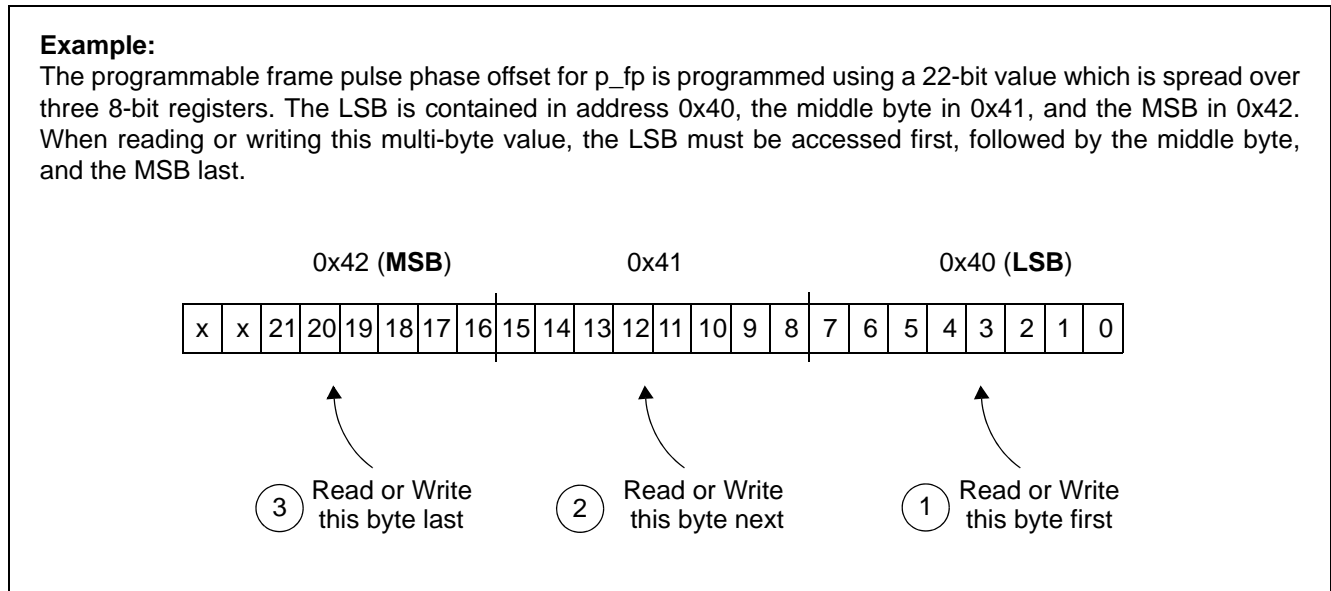 Example:
The programmable frame pulse phase offset for p_fp is programmed using a 22-bit value which is spread over
three 8-bit registers. The LSB is contained in address 0x40, the middle byte in 0x41, and the MSB in 0x42.
When reading or writing this multi-byte value, the LSB must be accessed first, followed by the middle byte,
and the MSB last.
0x42 (MSB) 0x41 0x40 (LSB)
x x 21 20 19 18 17 16 15 14 13 12 11 10 9 8 7 6 5 4 3 2 1 0
3 Read or Write
this byte last
2 Read or Write
this byte next
1 Read or Write
this byte first